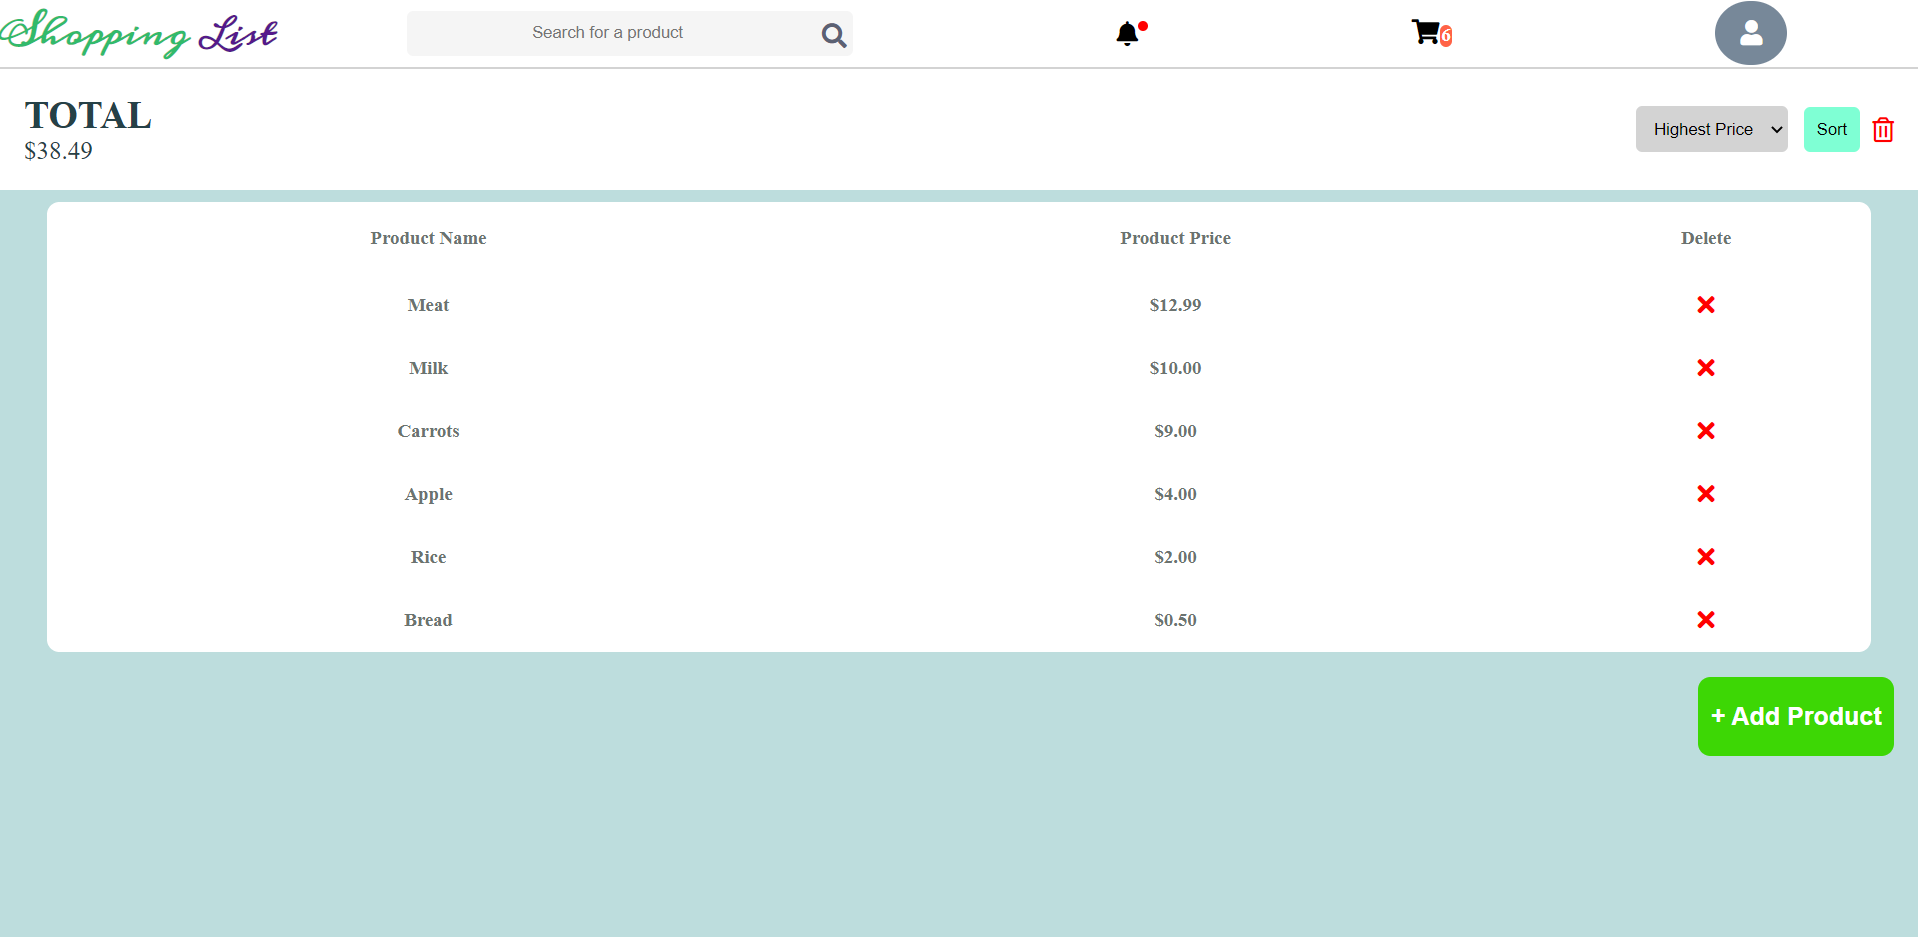 Shopping List
Search for a product
6
TOTAL
$38.49
Highest Price
Sort
Product Name Product Price Delete
Meat $12.99
Milk $10.00
Carrots $9.00
Apple $4.00
Rice $2.00
Bread $0.50
+ Add Product